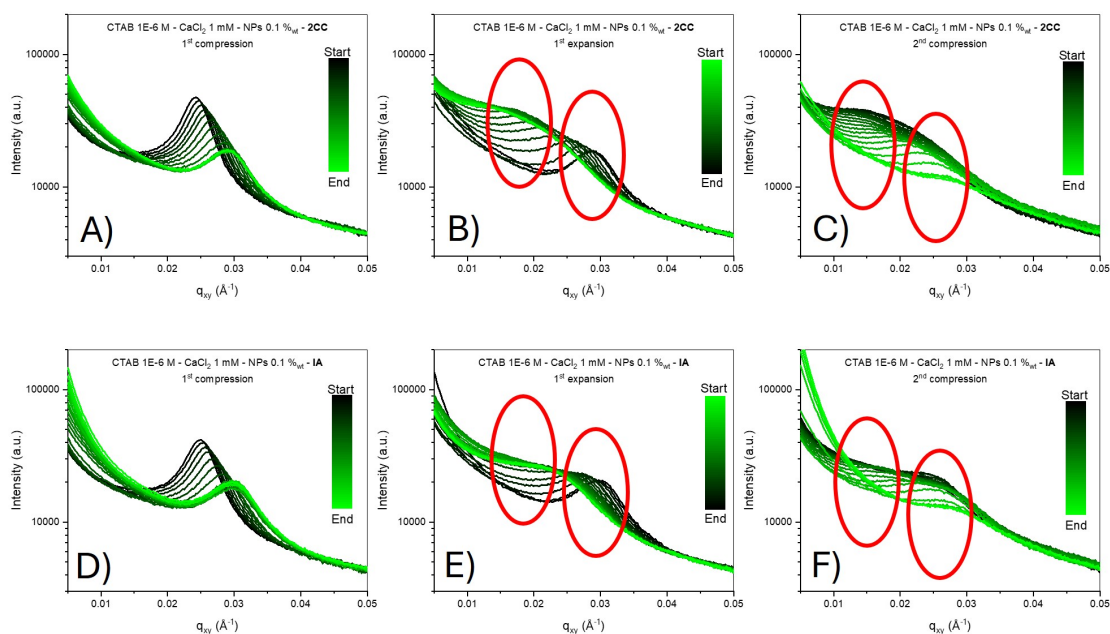 CTAB 1E-6 M - CaCl₂ 1 mM - NPs 0.1 %wt - 2CC
1st compression
Start
End
100000
10000
Intensity (a.u.)
A)
0.01 0.02 0.03 0.04 0.05
qxy (Å⁻¹)
CTAB 1E-6 M - CaCl₂ 1 mM - NPs 0.1 %wt - 2CC
1st expansion
Start
End
100000
10000
Intensity (a.u.)
B)
0.01 0.02 0.03 0.04 0.05
qxy (Å⁻¹)
CTAB 1E-6 M - CaCl₂ 1 mM - NPs 0.1 %wt - 2CC
2nd compression
Start
End
100000
10000
Intensity (a.u.)
C)
0.01 0.02 0.03 0.04 0.05
qxy (Å⁻¹)
CTAB 1E-6 M - CaCl₂ 1 mM - NPs 0.1 %wt - IA
1st compression
Start
End
100000
10000
Intensity (a.u.)
D)
0.01 0.02 0.03 0.04 0.05
qxy (Å⁻¹)
CTAB 1E-6 M - CaCl₂ 1 mM - NPs 0.1 %wt - IA
1st expansion
Start
End
100000
10000
Intensity (a.u.)
E)
0.01 0.02 0.03 0.04 0.05
qxy (Å⁻¹)
CTAB 1E-6 M - CaCl₂ 1 mM - NPs 0.1 %wt - IA
2nd compression
Start
End
100000
10000
Intensity (a.u.)
F)
0.01 0.02 0.03 0.04 0.05
qxy (Å⁻¹)